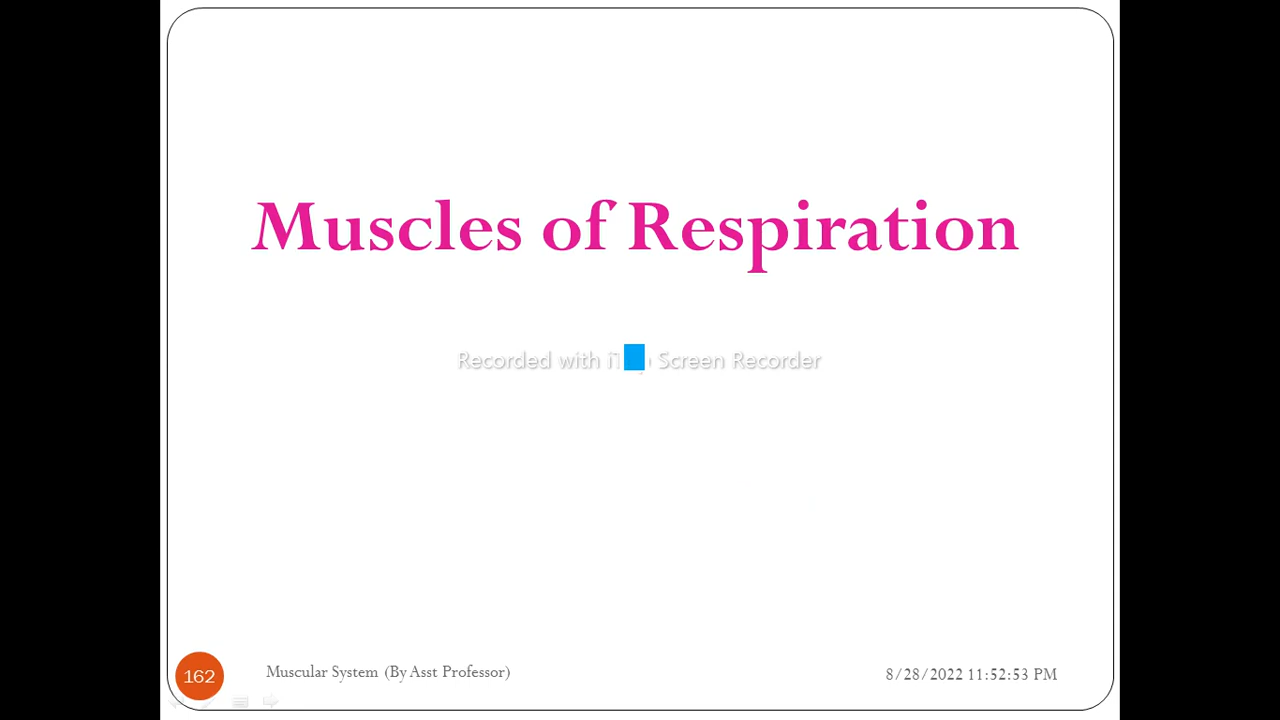 Muscles of Respiration
Recorded with Screen Recorder
162
Muscular System (By Asst Professor)
8/28/2022 11:52:53 PM